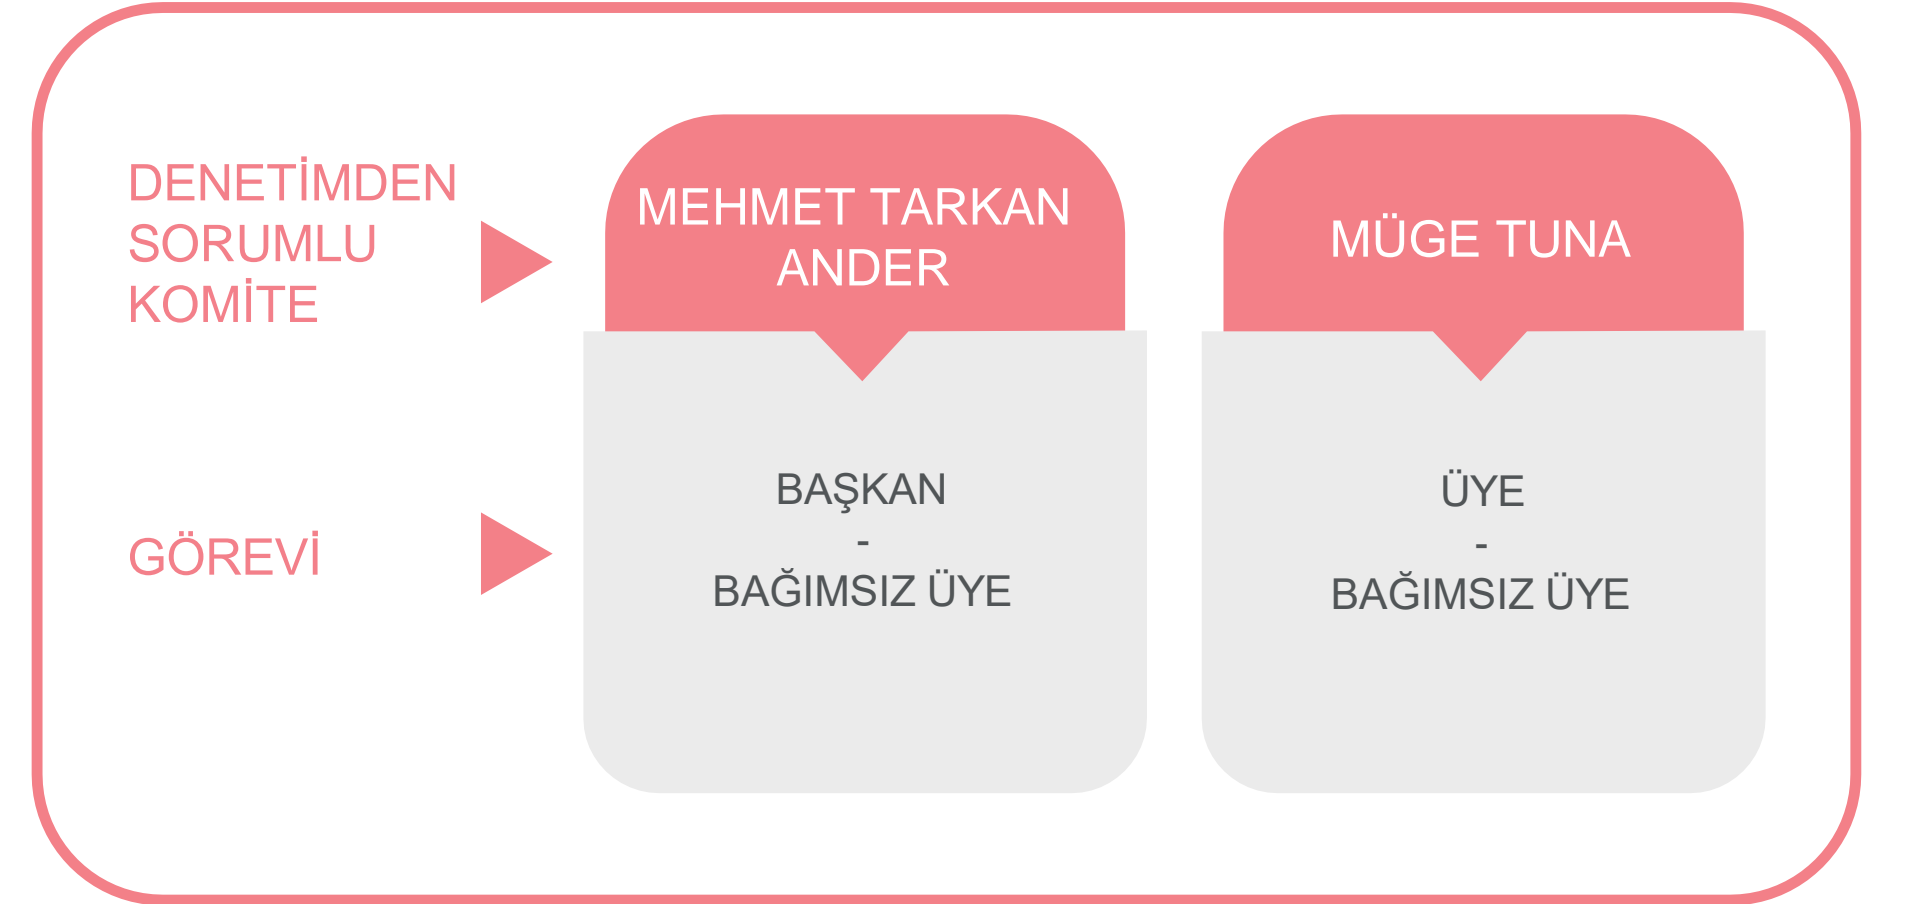 DENETİMDEN
SORUMLU
KOMİTE
MEHMET TARKAN
ANDER
MÜGE TUNA
GÖREVİ
BAŞKAN
-
BAĞIMSIZ ÜYE
ÜYE
-
BAĞIMSIZ ÜYE